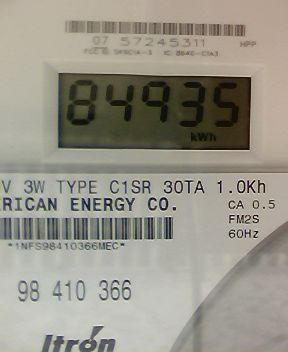 07 57245311 HPP
84935
kWh
V 3W TYPE C1SR 30TA 1.0Kh
RICAN ENERGY CO. CA 0.5
FM2S
60Hz
*1NFS98410366MEC*
98 410 366
Itrón